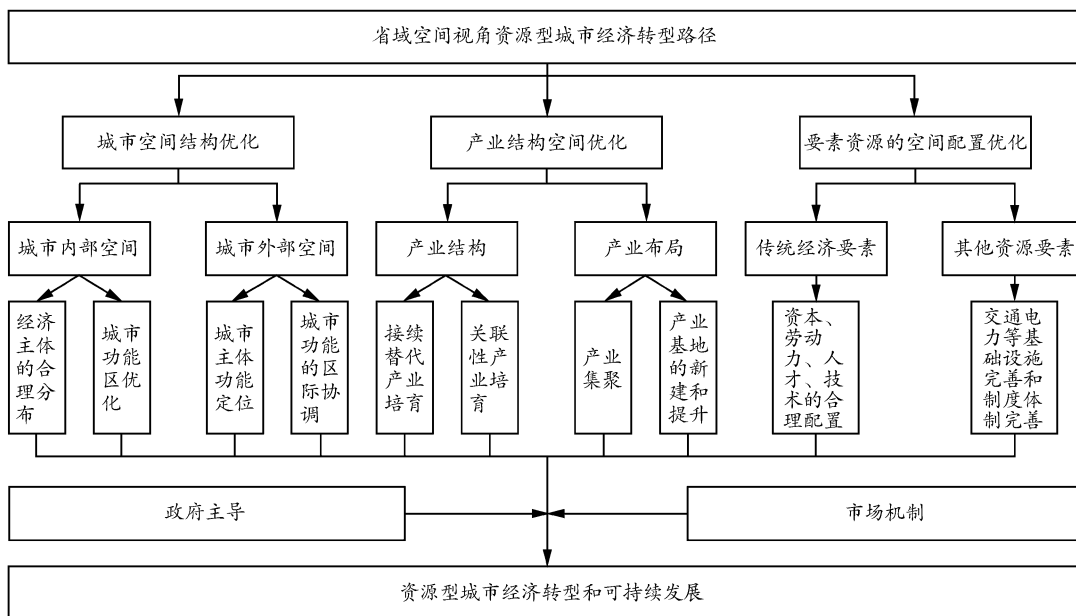 省域空间视角资源型城市经济转型路径
城市空间结构优化
产业结构空间优化
要素资源的空间配置优化
城市内部空间
城市外部空间
产业结构
产业布局
传统经济要素
其他资源要素
经济
主体
的合
理分
布
城市
功能
区优
化
城市
主体
功能
定位
城市
功能
的区
际协
调
接续
替代
产业
培育
关联
性产
业培
育
产业
集聚
产业
基地
的新
建和
提升
资本、
劳动
力、人
才、技
术的合
理配置
交通电
力等基
础设施
完善和
制度体
制完善
政府主导
市场机制
资源型城市经济转型和可持续发展